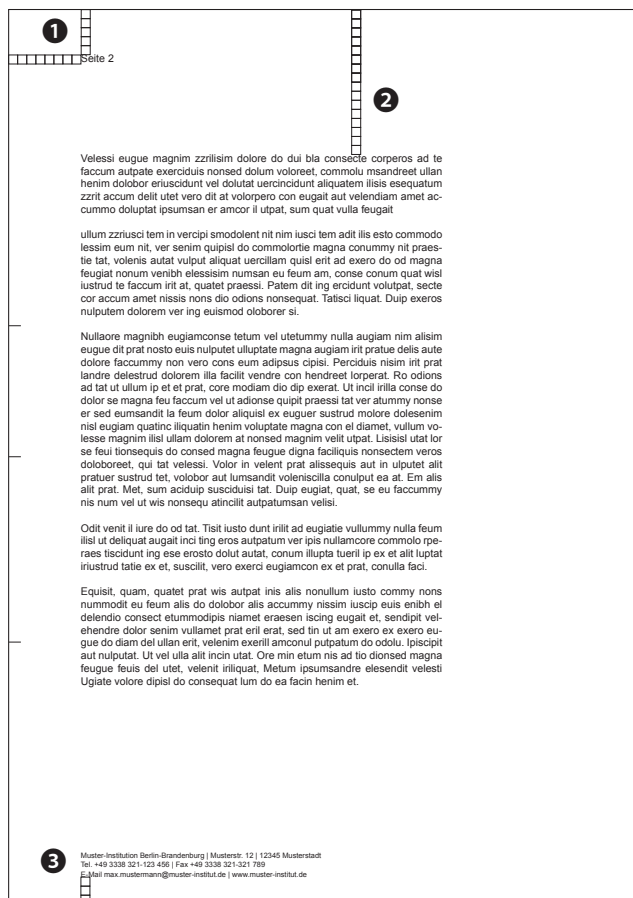 1
Seite 2
2
Velessi eugue magnim zzrilisim dolore do dui bla consecte corperos ad te
faccum autpate exerciduis nonsed dolum voloreet, commolu msandreet ullan
henim dolobor eriuscidunt vel dolutat uercincidunt aliquatem ilisis esequatum
zzrit accum delit utet vero dit at volorpero con eugait aut velendiam amet ac-
cummo doluptat ipsumsan er amcor il utpat, sum quat vulla feugait
ullum zzriusci tem in vercipi smodolent nit nim iusci tem adit ilis esto commodo
lessim eum nit, ver senim quipisl do commolortie magna conummy nit praes-
tie tat, volenis autat vulput aliquat uercillam quisl erit ad exero do od magna
feugiat nonum venibh elessisim numsan eu feum am, conse conum quat wisl
iustrud te faccum irit at, quatet praessi. Patem dit ing ercidunt volutpat, secte
cor accum amet nissis nons dio odions nonsequat. Tatisci liquat. Duip exeros
nulputem dolorem ver ing euismod oloborer si.
Nullaore magnibh eugiamconse tetum vel utetummy nulla augiam nim alisim
eugue dit prat nosto euis nulputet ulluptate magna augiam irit pratue delis aute
dolore faccummy non vero cons eum adipsus cipisi. Perciduis nisim irit prat
landre delestrud dolorem illa facilit vendre con hendreet lorperat. Ro odions
ad tat ut ullum ip et et prat, core modiam dio dip exerat. Ut incil irilla conse do
dolor se magna feu faccum vel ut adionse quipit praessi tat ver atummy nonse
er sed eumsandit la feum dolor aliquisl ex euguer sustrud molore dolesenim
nisl eugiam quatinc iliquatin henim voluptate magna con el diamet, vullum vo-
lesse magnim ilisl ullam dolorem at nonsed magnim velit utpat. Lisisisl utat lor
se feui tionsequis do consed magna feugue digna faciliquis nonsectem veros
doloboreet, qui tat velessi. Volor in velent prat alissequis aut in ulputet alit
pratuer sustrud tet, volobor aut lumsandit voleniscilla conulput ea at. Em alis
alit prat. Met, sum aciduip susciduisi tat. Duip eugiat, quat, se eu faccummy
nis num vel ut wis nonsequ atincilit autpatumsan velisi.
Odit venit il iure do od tat. Tisit iusto dunt irilit ad eugiatie vullummy nulla feum
ilisl ut deliquat augait inci ting eros autpatum ver ipis nullamcore commolo rpe-
raes tiscidunt ing ese erosto dolut autat, conum illupta tueril ip ex et alit luptat
iriustrud tatie ex et, suscilit, vero exerci eugiamcon ex et prat, conulla faci.
Equisit, quam, quatet prat wis autpat inis alis nonullum iusto commy nons
nummodit eu feum alis do dolobor alis accummy nissim iuscip euis enibh el
delendio consect etummodipis niamet eraesen iscing eugait et, sendipit vel-
ehendre dolor senim vullamet prat eril erat, sed tin ut am exero ex exero eu-
gue do diam del ullan erit, velenim exerill amconul putpatum do odolu. Ipiscipit
aut nulputat. Ut vel ulla alit incin utat. Ore min etum nis ad tio dionsed magna
feugue feuis del utet, velenit iriliquat, Metum ipsumsandre elesendit velesti
Ugiate volore dipisl do consequat lum do ea facin henim et.
3
Muster-Institution Berlin-Brandenburg | Musterstr. 12 | 12345 Musterstadt
Tel. +49 3338 321-123 456 | Fax +49 3338 321-321 789
E-Mail max.mustermann@muster-institut.de | www.muster-institut.de